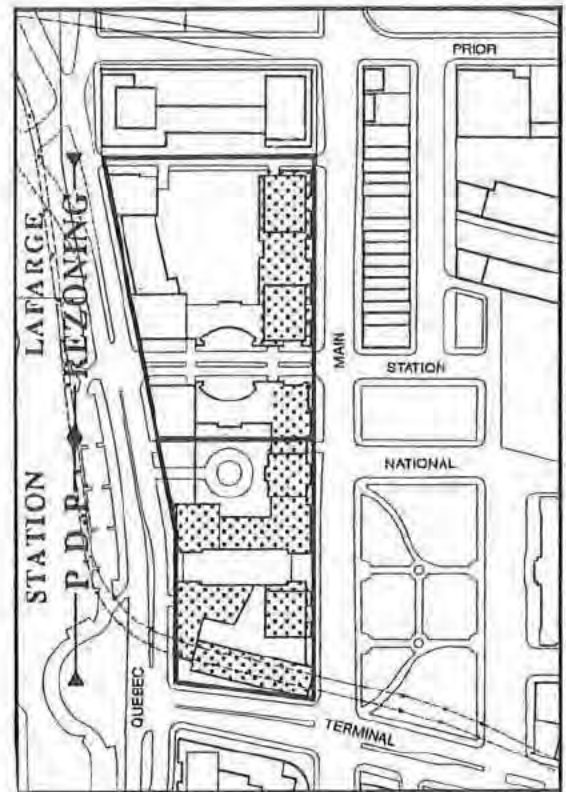 PRIOR
LAFARGE
REZONING
MAIN
STATION
NATIONAL
STATION
P.D.P.
QUEBEC
TERMINAL